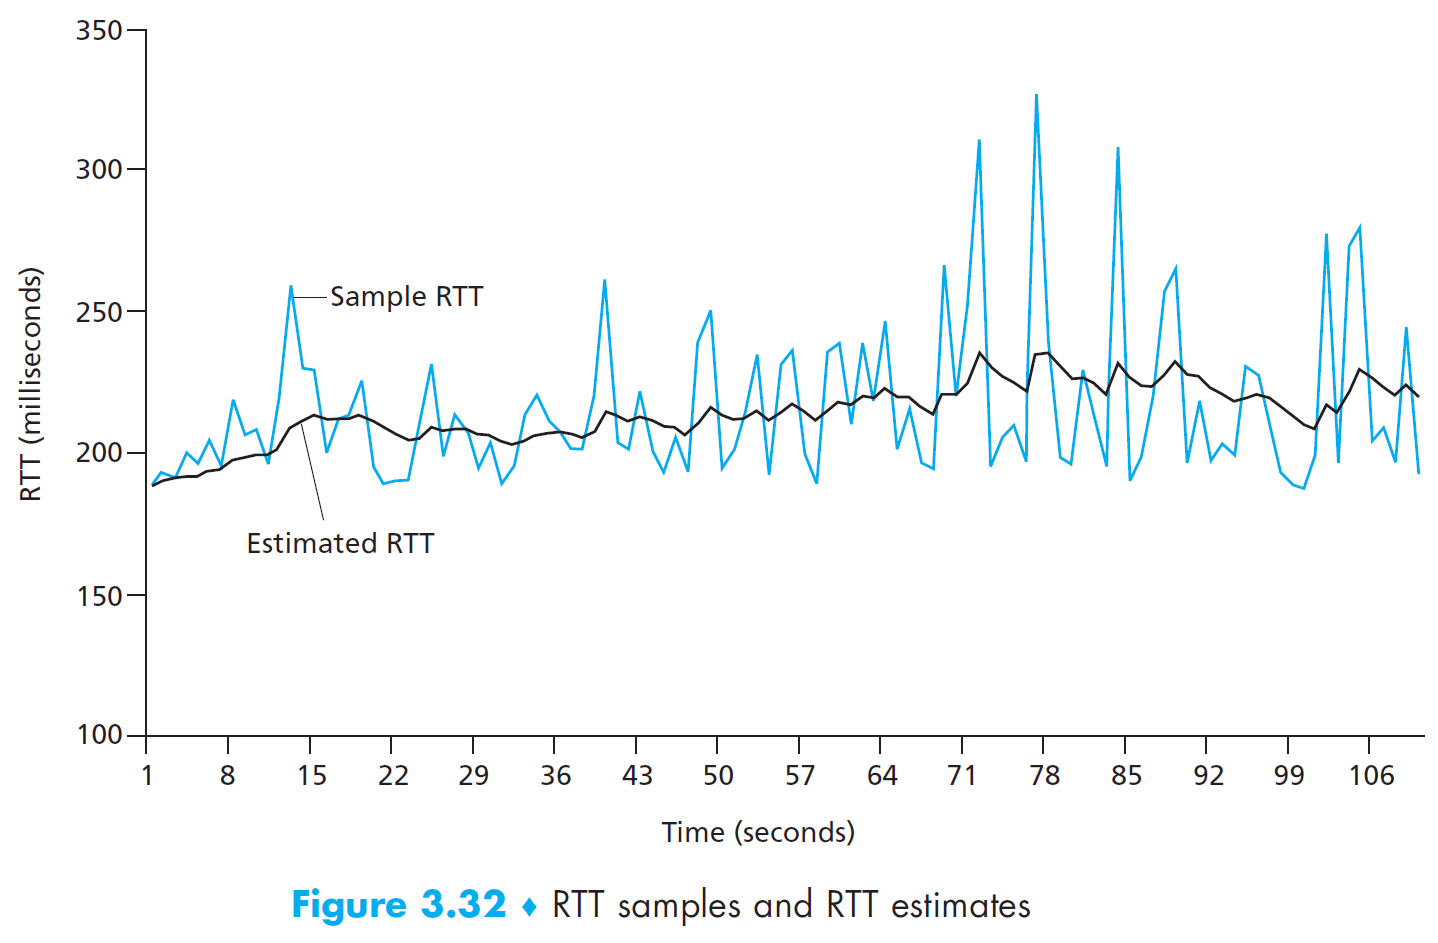 350
300
250
200
150
100
RTT (milliseconds)
Sample RTT
Estimated RTT
1 8 15 22 29 36 43 50 57 64 71 78 85 92 99 106
Time (seconds)
Figure 3.32 ♦ RTT samples and RTT estimates